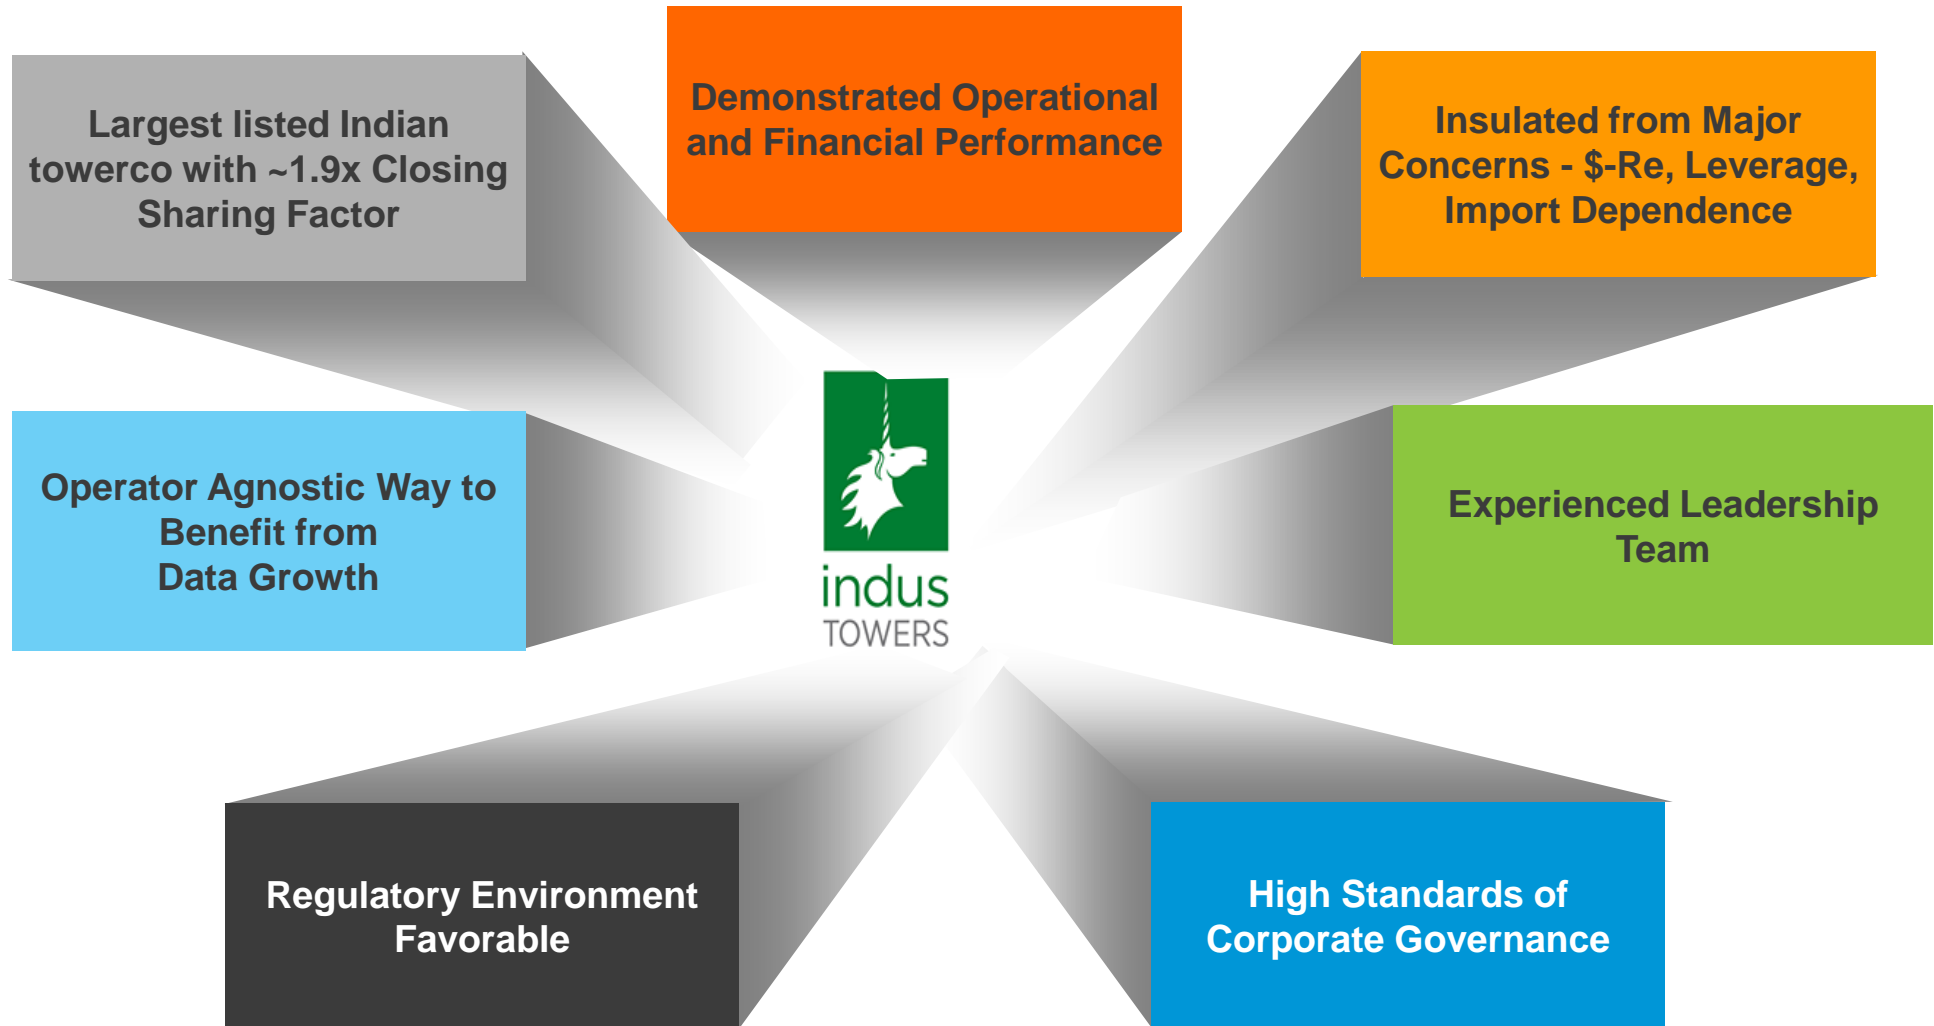 Demonstrated Operational
and Financial Performance
Largest listed Indian
towerco with ~1.9x Closing
Sharing Factor
Insulated from Major
Concerns - $-Re, Leverage,
Import Dependence
Operator Agnostic Way to
Benefit from
Data Growth
indus
TOWERS
Experienced Leadership
Team
Regulatory Environment
Favorable
High Standards of
Corporate Governance